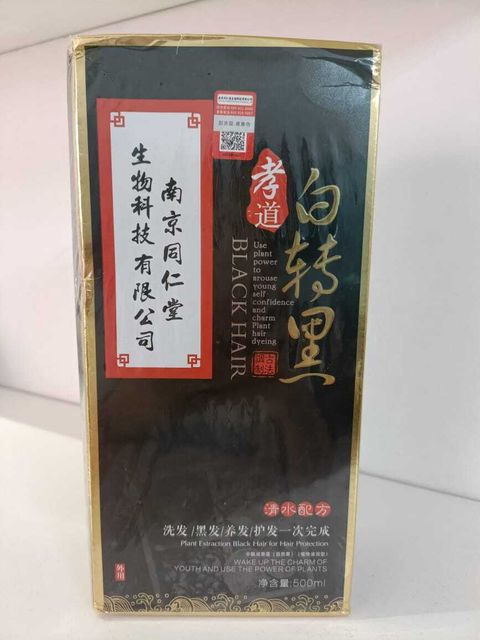 南京同仁堂
生物科技有限公司
孝道
白转黑
BLACK HAIR
Use
plant
power to
arouse
young
self
confidence
and
charm
Plant
hair
dyeing
清水配方
洗发/黑发/养发/护发一次完成
Plant Extraction Black Hair for Hair Protection
WAKE UP THE CHARM OF
YOUTH AND USE THE POWER OF PLANTS
净含量:500ml
外用